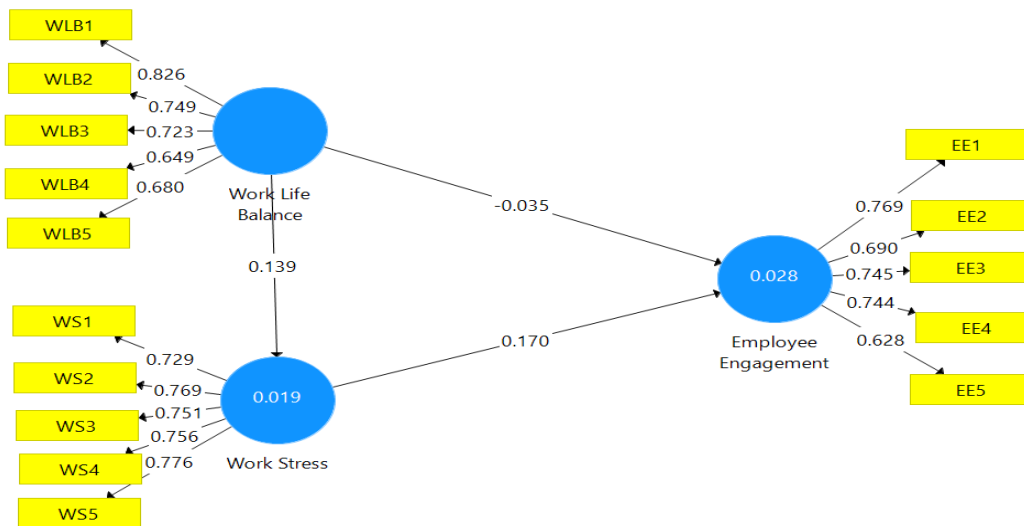 WLB1
0.826
WLB2
0.749
WLB3
0.723
0.649
WLB4
0.680
WLB5
Work Life
Balance
-0.035
0.139
EE1
0.769
EE2
0.690
EE3
0.745
0.744
EE4
0.628
EE5
0.028
Employee
Engagement
0.170
WS1
0.729
WS2
0.769
0.751
WS3
0.756
WS4
0.776
WS5
0.019
Work Stress